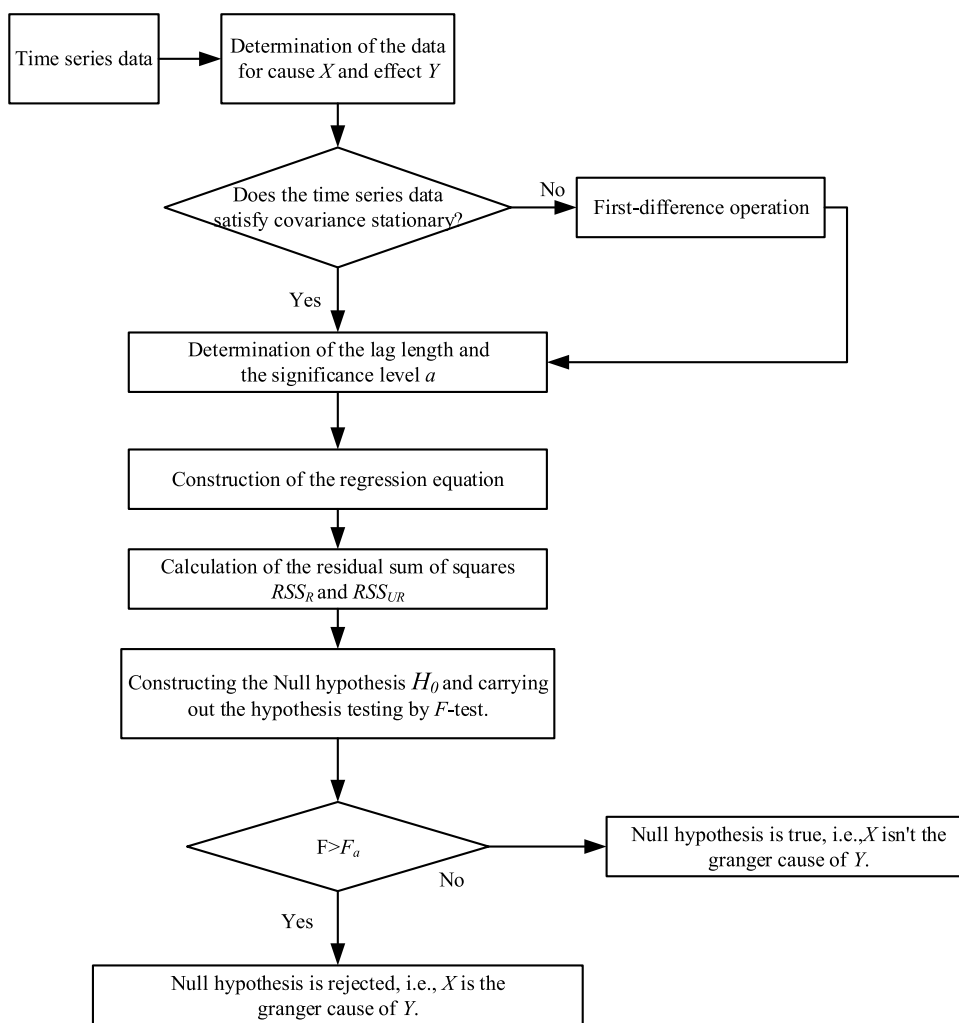 Time series data
Determination of the data
for cause X and effect Y
Does the time series data
satisfy covariance stationary?
No
First-difference operation
Yes
Determination of the lag length and
the significance level a
Construction of the regression equation
Calculation of the residual sum of squares
RSS_R and RSS_UR
Constructing the Null hypothesis H_0 and carrying
out the hypothesis testing by F-test.
F>F_a
No
Null hypothesis is true, i.e.,X isn't the
granger cause of Y.
Yes
Null hypothesis is rejected, i.e., X is the
granger cause of Y.